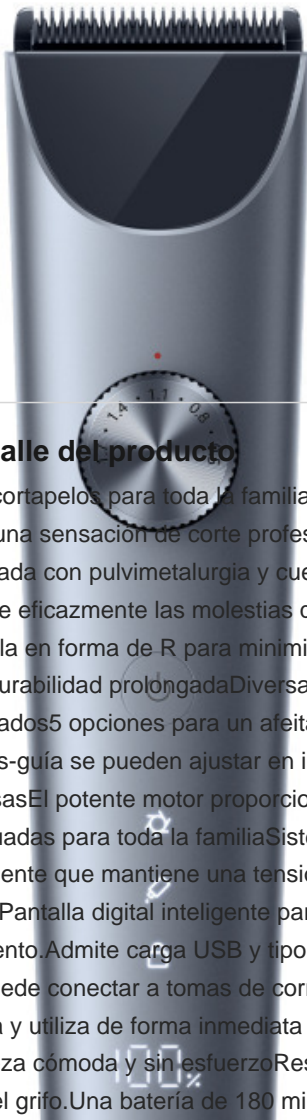 1.4 · 1.1 · 0.8
alle del producto
cortapelos para toda la familia
una sensación de corte profes
ada con pulvimetalurgia y cue
e eficazmente las molestias d
la en forma de R para minimi
urabilidad prolongadaDiversa
ados5 opciones para un afeita
s-guía se pueden ajustar en i
sasEl potente motor proporcio
uadas para toda la familiaSiste
ente que mantiene una tensió
Pantalla digital inteligente par
ento.Admite carga USB y tipo
ede conectar a tomas de corr
a y utiliza de forma inmediata
za cómoda y sin esfuerzoRes
100%
el grifo.Una batería de 180 mi